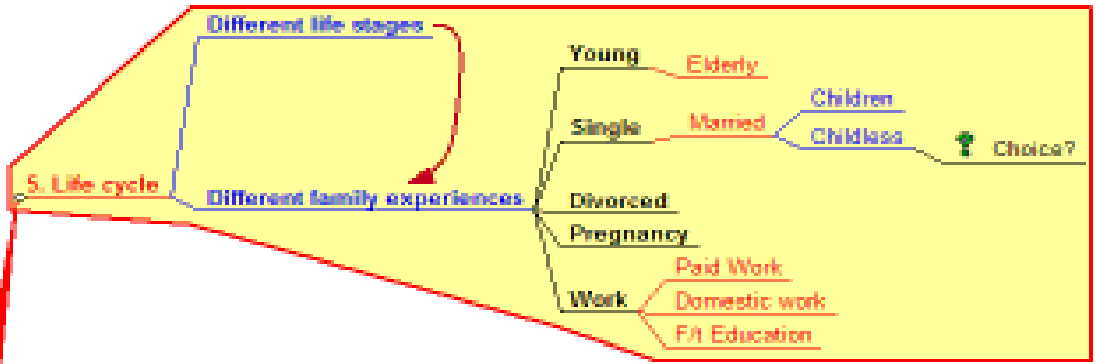 Different life stages
Young
Elderly
Children
Single
Married
Childless
Choice?
5. Life cycle
Different family experiences
Divorced
Pregnancy
Paid Work
Work
Domestic work
F/t Education